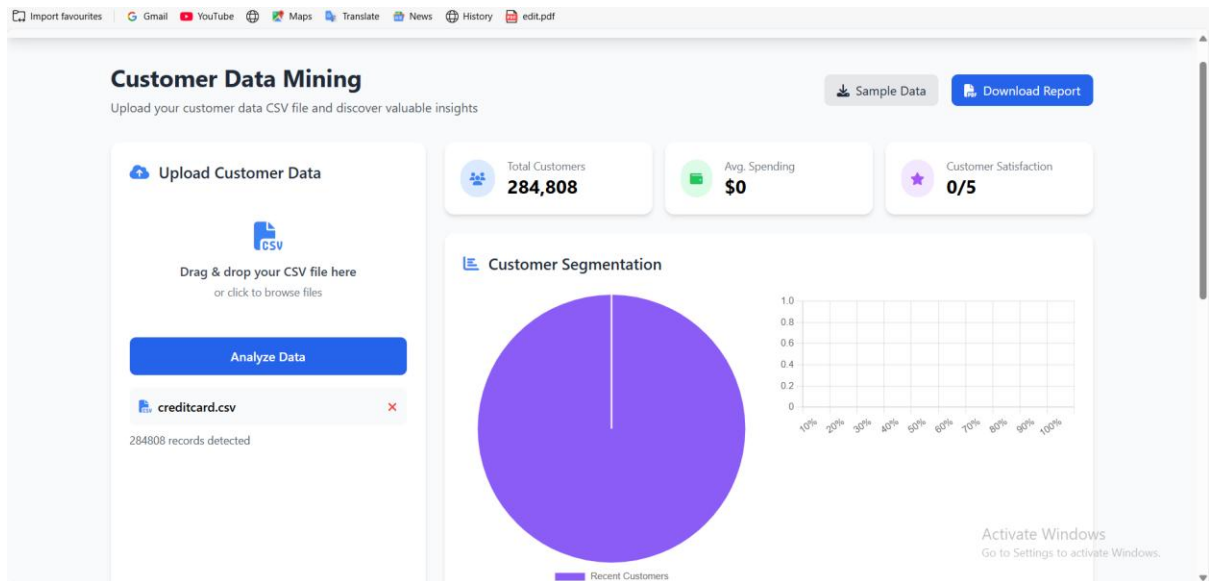 Import favourites Gmail YouTube Maps Translate News History edit.pdf
Customer Data Mining
Upload your customer data CSV file and discover valuable insights
Sample Data
Download Report
Upload Customer Data
CSV
Drag & drop your CSV file here
or click to browse files
Analyze Data
creditcard.csv
284808 records detected
Total Customers
284,808
Avg. Spending
$0
Customer Satisfaction
0/5
Customer Segmentation
Recent Customers
1.0
0.8
0.6
0.4
0.2
0
10% 20% 30% 40% 50% 60% 70% 80% 90% 100%
Activate Windows
Go to Settings to activate Windows.